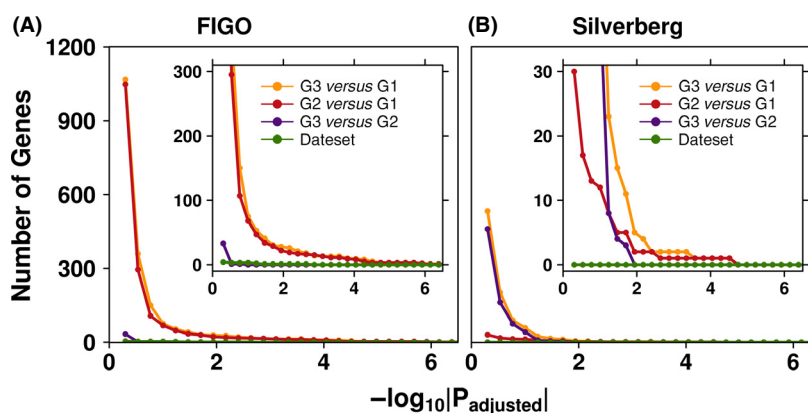 (A) FIGO
(B) Silverberg
Number of Genes
1200
900
600
300
0
300
200
100
0
G3 versus G1
G2 versus G1
G3 versus G2
Dateset
0 2 4 6
30
20
10
0
G3 versus G1
G2 versus G1
G3 versus G2
Dateset
0 2 4 6
0 2 4 6
0 2 4 6
−log10|Padjusted|